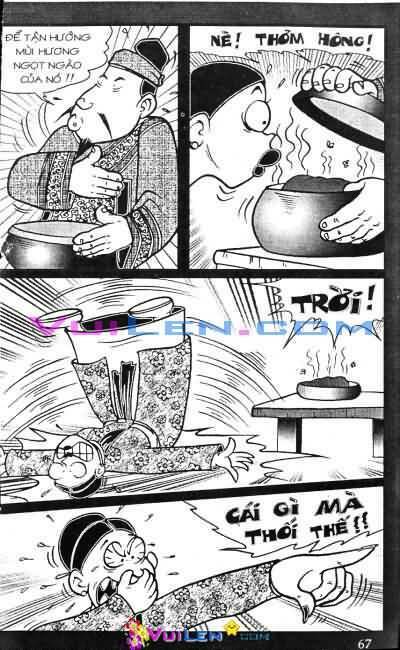 ĐỂ TẬN HƯỞNG
MÙI HƯƠNG
NGỌT NGÀO
CỦA NÓ !!
NÈ! THƠM HÔNG!
TRỜI!
VUILEN.COM
CÁI GÌ MÀ
THỐI THẾ!!
67
VUILEN.COM